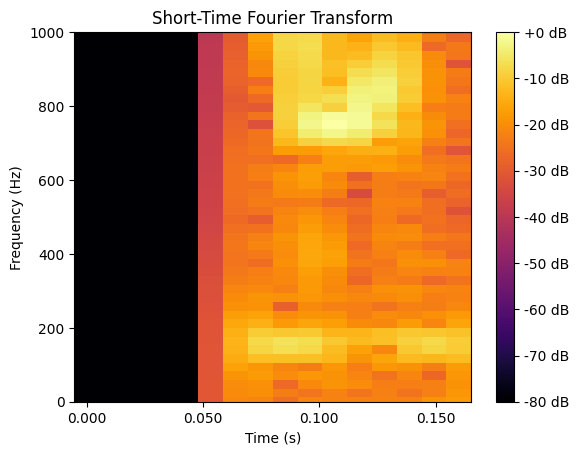 Short-Time Fourier Transform
1000
800
600
400
200
0
Frequency (Hz)
0.000
0.050
0.100
0.150
Time (s)
+0 dB
-10 dB
-20 dB
-30 dB
-40 dB
-50 dB
-60 dB
-70 dB
-80 dB